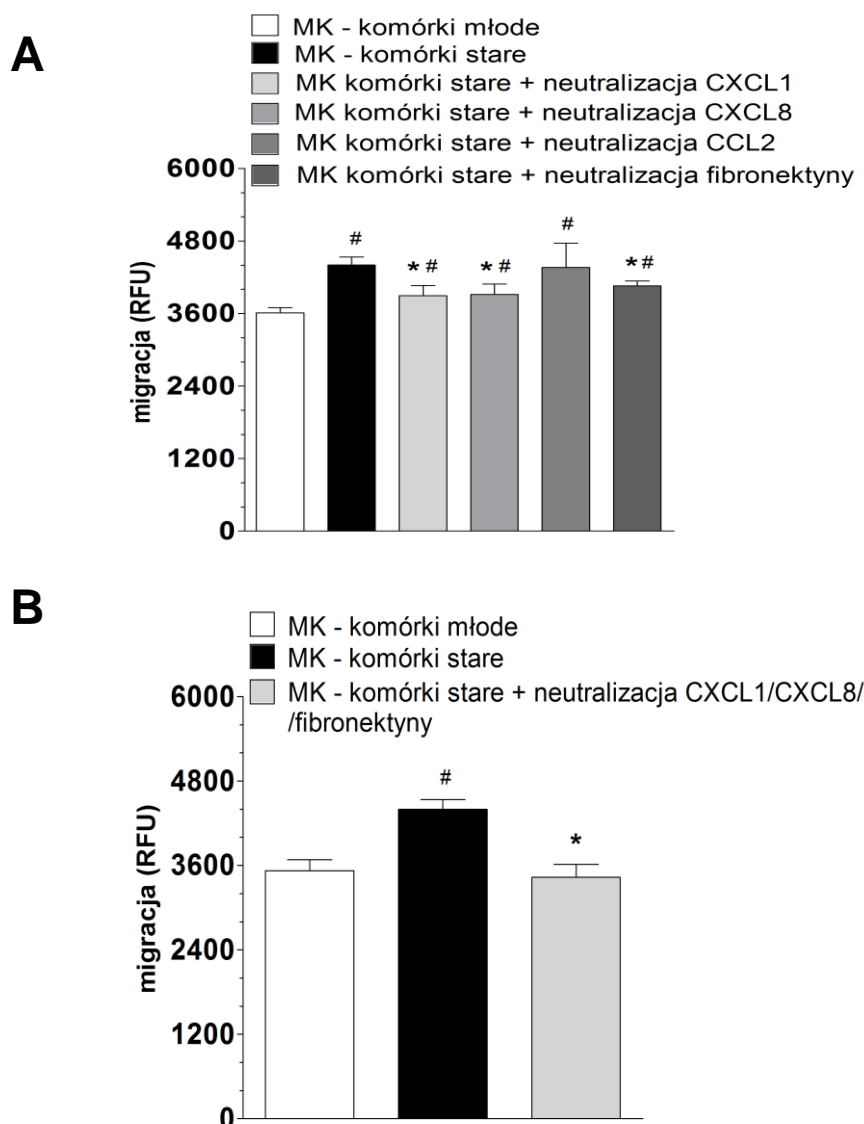 A
MK - komórki młode
MK - komórki stare
MK komórki stare + neutralizacja CXCL1
MK komórki stare + neutralizacja CXCL8
MK komórki stare + neutralizacja CCL2
MK komórki stare + neutralizacja fibronektyny
6000
4800
3600
2400
1200
0
migracja (RFU)
#
* #
* #
#
* #
B
MK - komórki młode
MK - komórki stare
MK - komórki stare + neutralizacja CXCL1/CXCL8/
/fibronektyny
6000
4800
3600
2400
1200
0
migracja (RFU)
#
*